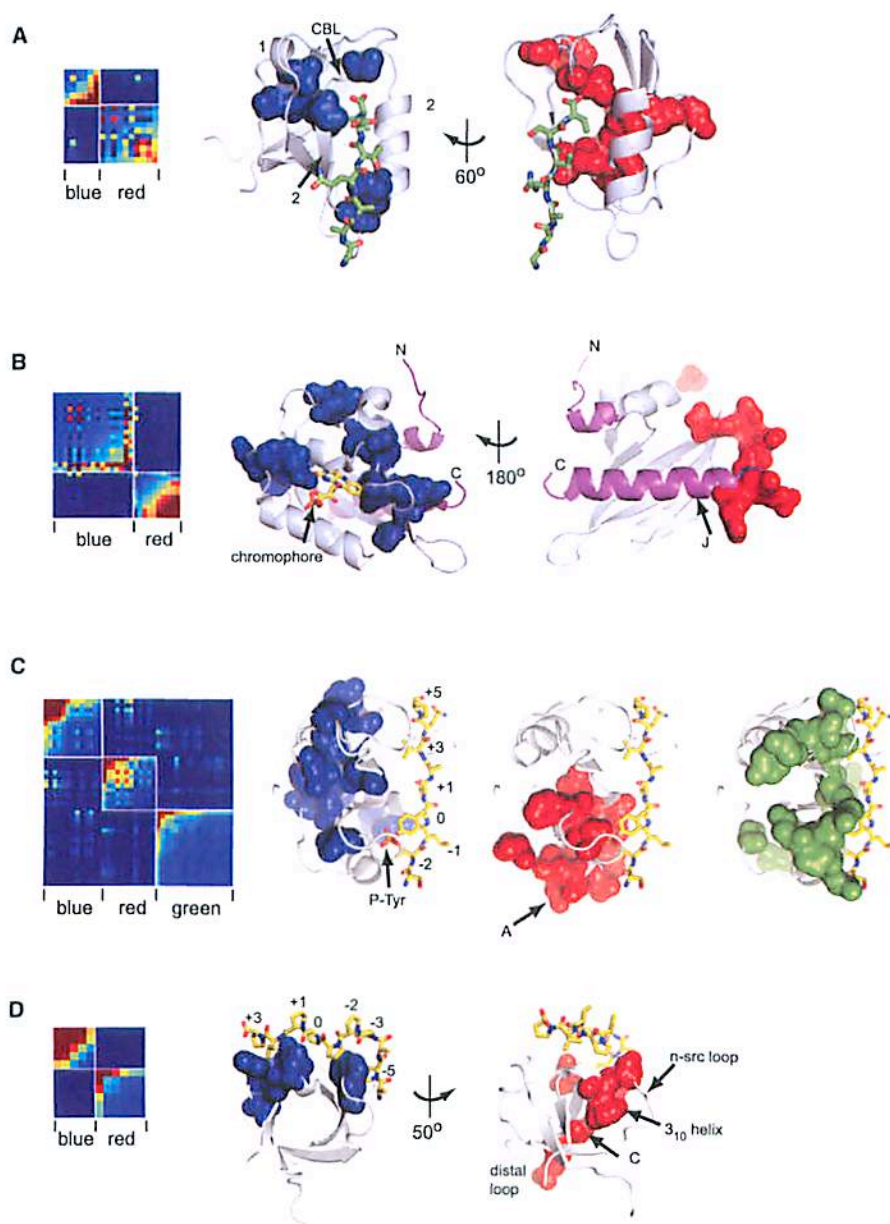 A
1
CBL
2
2
60°
blue red
B
N
C
chromophore
180°
N
C
J
blue red
C
+5
+3
+1
0
-1
-2
P-Tyr
A
blue red green
D
+3
+1
0
-2
-3
-5
50°
n-src loop
3₁₀ helix
C
distal
loop
blue red